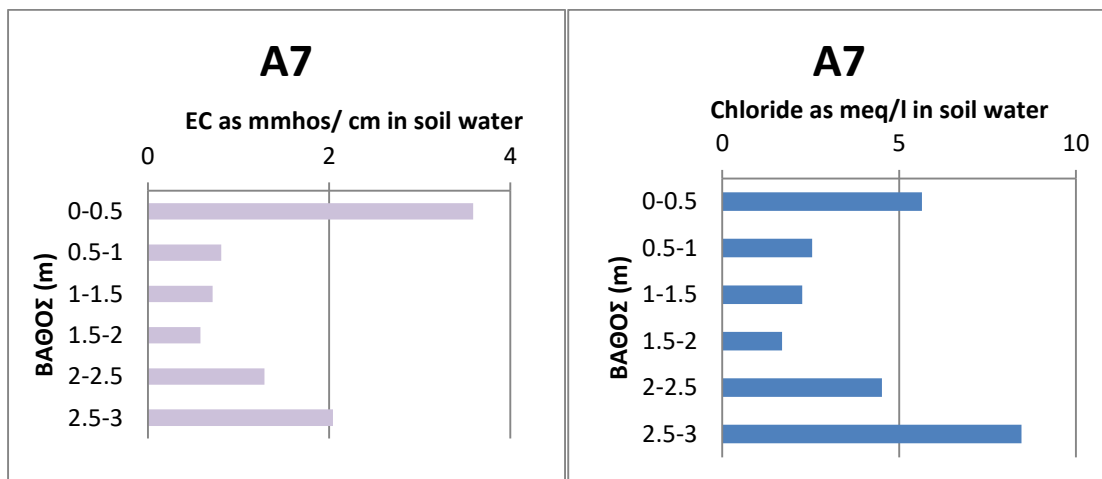 A7
EC as mmhos/ cm in soil water
0 2 4
ΒΑΘΟΣ (m)
0-0.5
0.5-1
1-1.5
1.5-2
2-2.5
2.5-3
A7
Chloride as meq/l in soil water
0 5 10
ΒΑΘΟΣ (m)
0-0.5
0.5-1
1-1.5
1.5-2
2-2.5
2.5-3